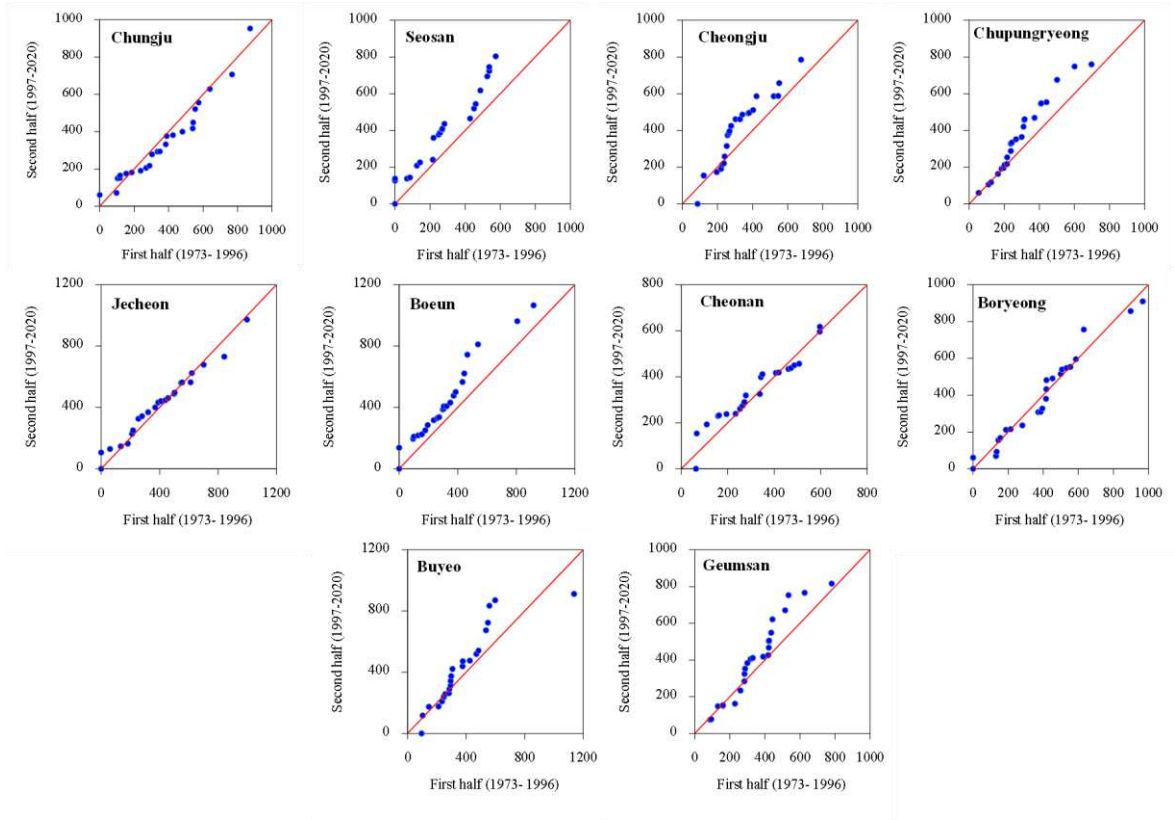 Chungju
Second half (1997-2020)
1000
800
600
400
200
0
0 200 400 600 800 1000
First half (1973- 1996)
Seosan
Second half (1997-2020)
1000
800
600
400
200
0
0 200 400 600 800 1000
First half (1973- 1996)
Cheongju
Second half (1997-2020)
1000
800
600
400
200
0
0 200 400 600 800 1000
First half (1973- 1996)
Chupungryeong
Second half (1997-2020)
1000
800
600
400
200
0
0 200 400 600 800 1000
First half (1973- 1996)
Jecheon
Second half (1997-2020)
1200
800
400
0
0 400 800 1200
First half (1973- 1996)
Boeun
Second half (1997-2020)
1200
800
400
0
0 400 800 1200
First half (1973- 1996)
Cheonan
Second half (1997-2020)
800
600
400
200
0
0 200 400 600 800
First half (1973- 1996)
Boryeong
Second half (1997-2020)
1000
800
600
400
200
0
0 200 400 600 800 1000
First half (1973- 1996)
Buyeo
Second half (1997-2020)
1200
800
400
0
0 400 800 1200
First half (1973- 1996)
Geumsan
Second half (1997-2020)
1000
800
600
400
200
0
0 200 400 600 800 1000
First half (1973- 1996)